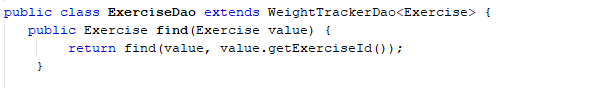 public class ExerciseDao extends WeightTrackerDao<Exercise> {
public Exercise find(Exercise value) {
return find(value, value.getExerciseId());
}